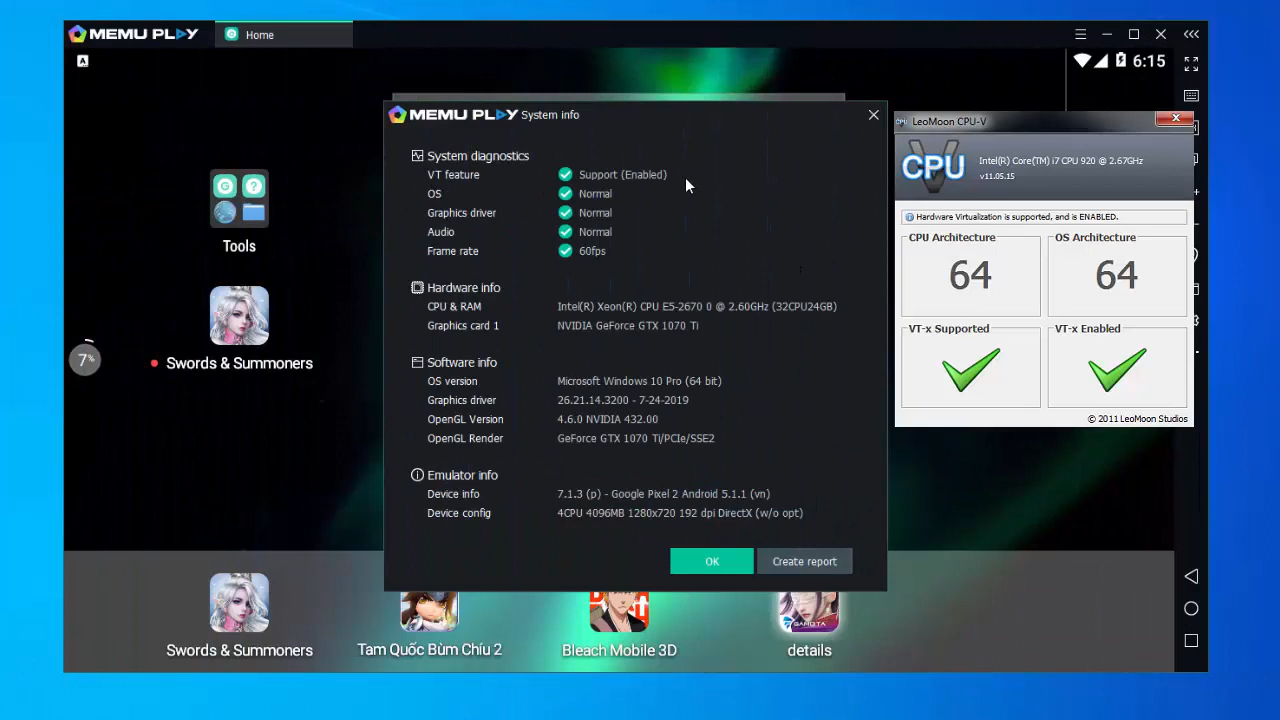 MEMU PLAY
Home
A
6:15
MEMU PLAY System info
System diagnostics
VT feature Support (Enabled)
OS Normal
Graphics driver Normal
Audio Normal
Frame rate 60fps
Hardware info
CPU & RAM Intel(R) Xeon(R) CPU E5-2670 0 @ 2.60GHz (32CPU24GB)
Graphics card 1 NVIDIA GeForce GTX 1070 Ti
Software info
OS version Microsoft Windows 10 Pro (64 bit)
Graphics driver 26.21.14.3200 - 7-24-2019
OpenGL Version 4.6.0 NVIDIA 432.00
OpenGL Render GeForce GTX 1070 Ti/PCIe/SSE2
Emulator info
Device info 7.1.3 (p) - Google Pixel 2 Android 5.1.1 (vn)
Device config 4CPU 4096MB 1280x720 192 dpi DirectX (w/o opt)
OK
Create report
LeoMoon CPU-V
CPU
V
Intel(R) Core(TM) i7 CPU 920 @ 2.67GHz
v11.05.15
Hardware Virtualization is supported, and is ENABLED.
CPU Architecture
64
OS Architecture
64
VT-x Supported
VT-x Enabled
© 2011 LeoMoon Studios
Tools
Swords & Summoners
7%
Swords & Summoners
Tam Quốc Bùm Chíu 2
Bleach Mobile 3D
GAMOTA
details